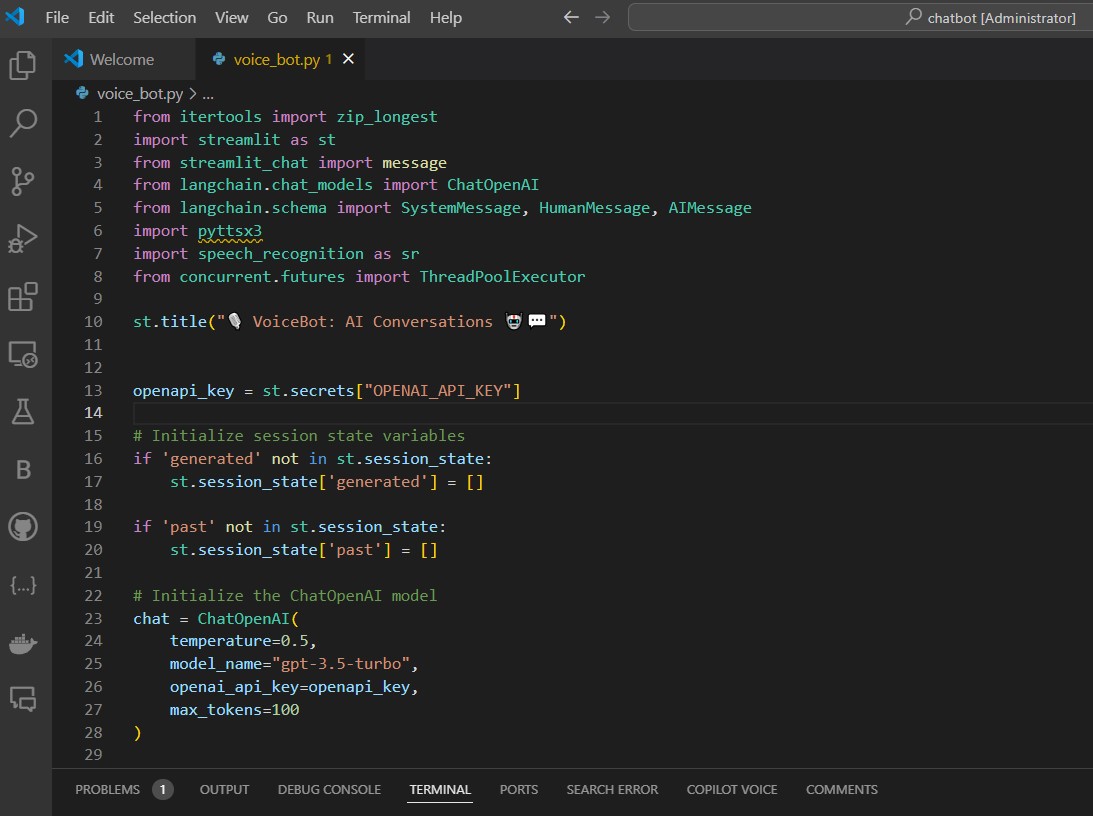 File Edit Selection View Go Run Terminal Help chatbot [Administrator]
Welcome voice_bot.py 1
voice_bot.py > ...
1 from itertools import zip_longest
2 import streamlit as st
3 from streamlit_chat import message
4 from langchain.chat_models import ChatOpenAI
5 from langchain.schema import SystemMessage, HumanMessage, AIMessage
6 import pyttsx3
7 import speech_recognition as sr
8 from concurrent.futures import ThreadPoolExecutor
9
10 st.title("🎙️ VoiceBot: AI Conversations 🤖💬")
11
12
13 openapi_key = st.secrets["OPENAI_API_KEY"]
14
15 # Initialize session state variables
16 if 'generated' not in st.session_state:
17     st.session_state['generated'] = []
18
19 if 'past' not in st.session_state:
20     st.session_state['past'] = []
21
22 # Initialize the ChatOpenAI model
23 chat = ChatOpenAI(
24     temperature=0.5,
25     model_name="gpt-3.5-turbo",
26     openai_api_key=openapi_key,
27     max_tokens=100
28 )
29
PROBLEMS 1 OUTPUT DEBUG CONSOLE TERMINAL PORTS SEARCH ERROR COPILOT VOICE COMMENTS